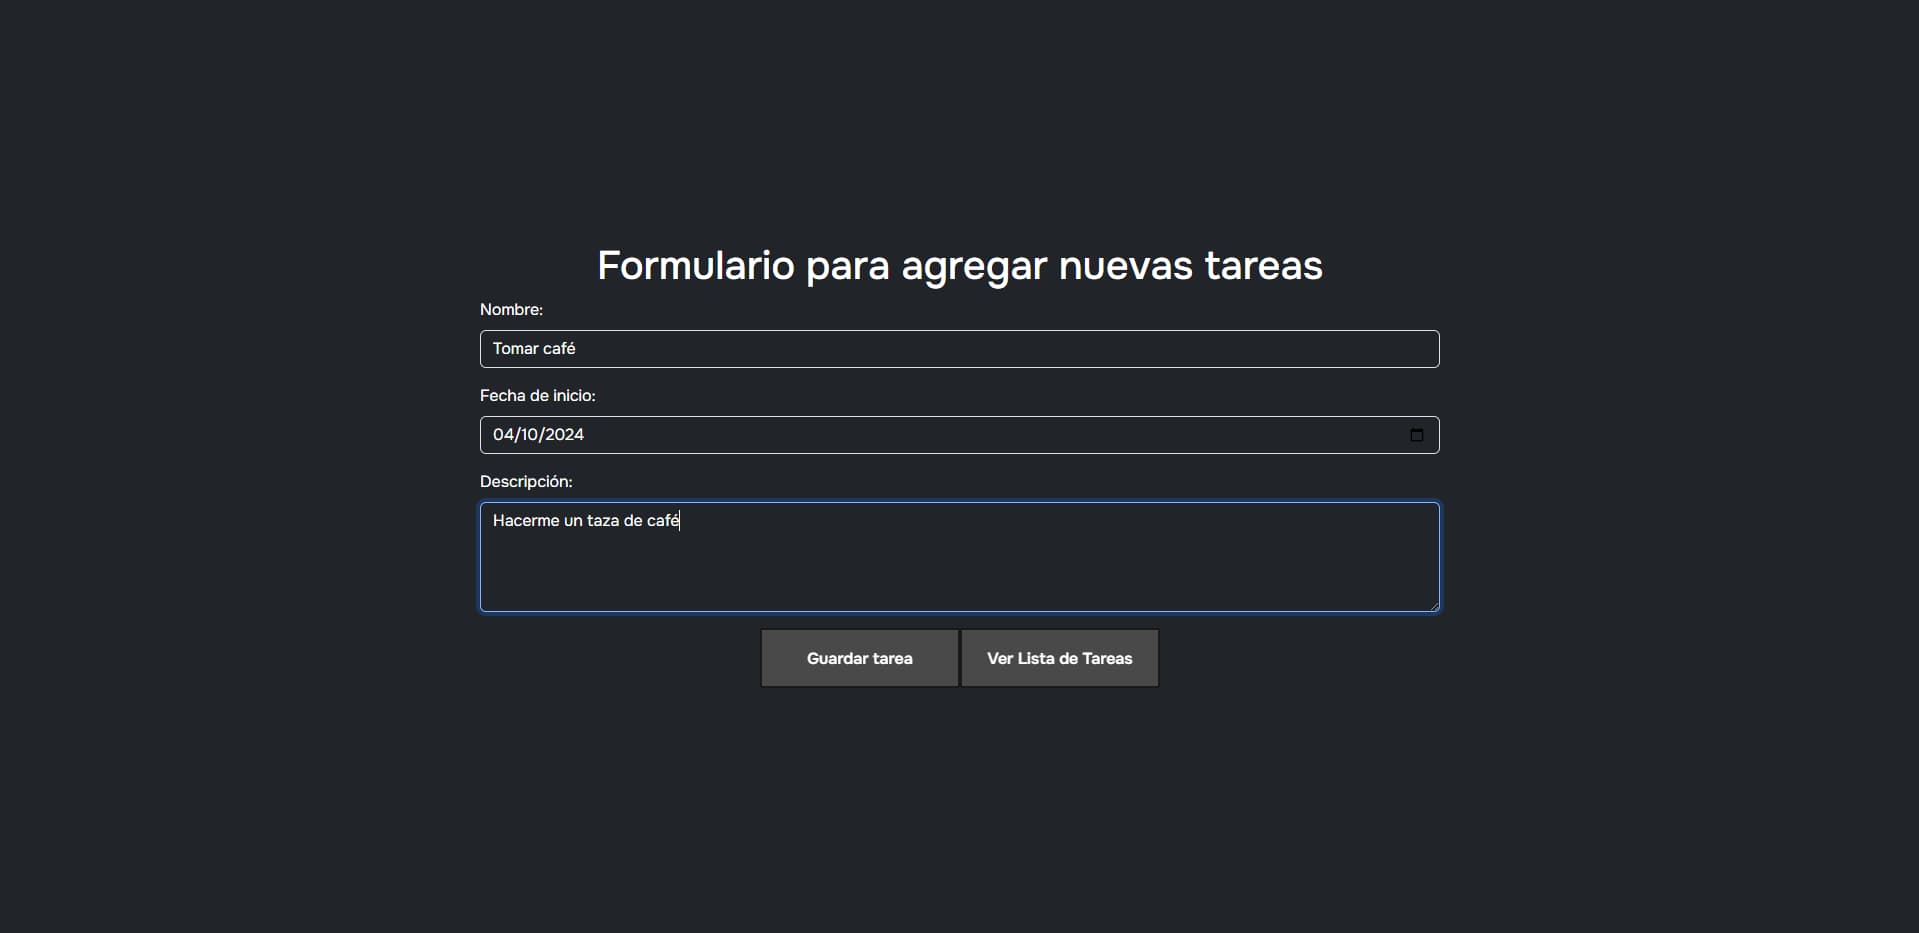 Formulario para agregar nuevas tareas
Nombre:
Tomar café
Fecha de inicio:
04/10/2024
Descripción:
Hacerme un taza de café
Guardar tarea
Ver Lista de Tareas